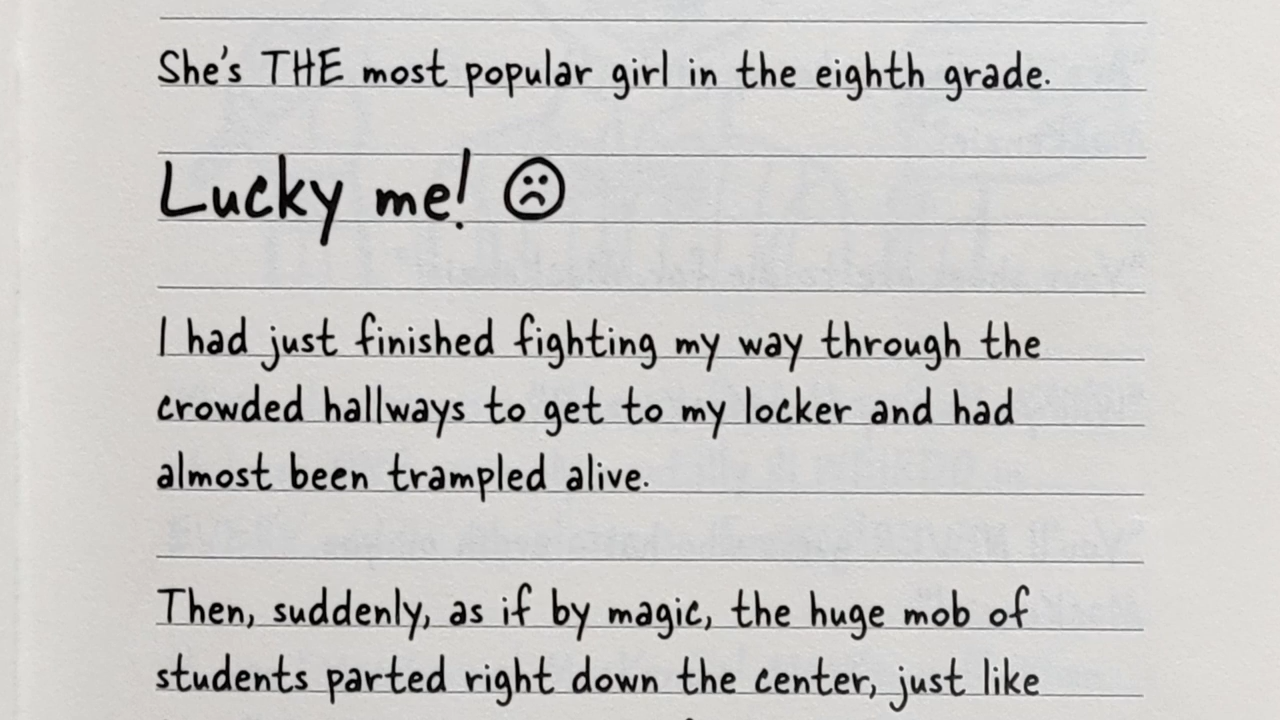 She's THE most popular girl in the eighth grade.
Lucky me! ☹
I had just finished fighting my way through the
crowded hallways to get to my locker and had
almost been trampled alive.
Then, suddenly, as if by magic, the huge mob of
students parted right down the center, just like